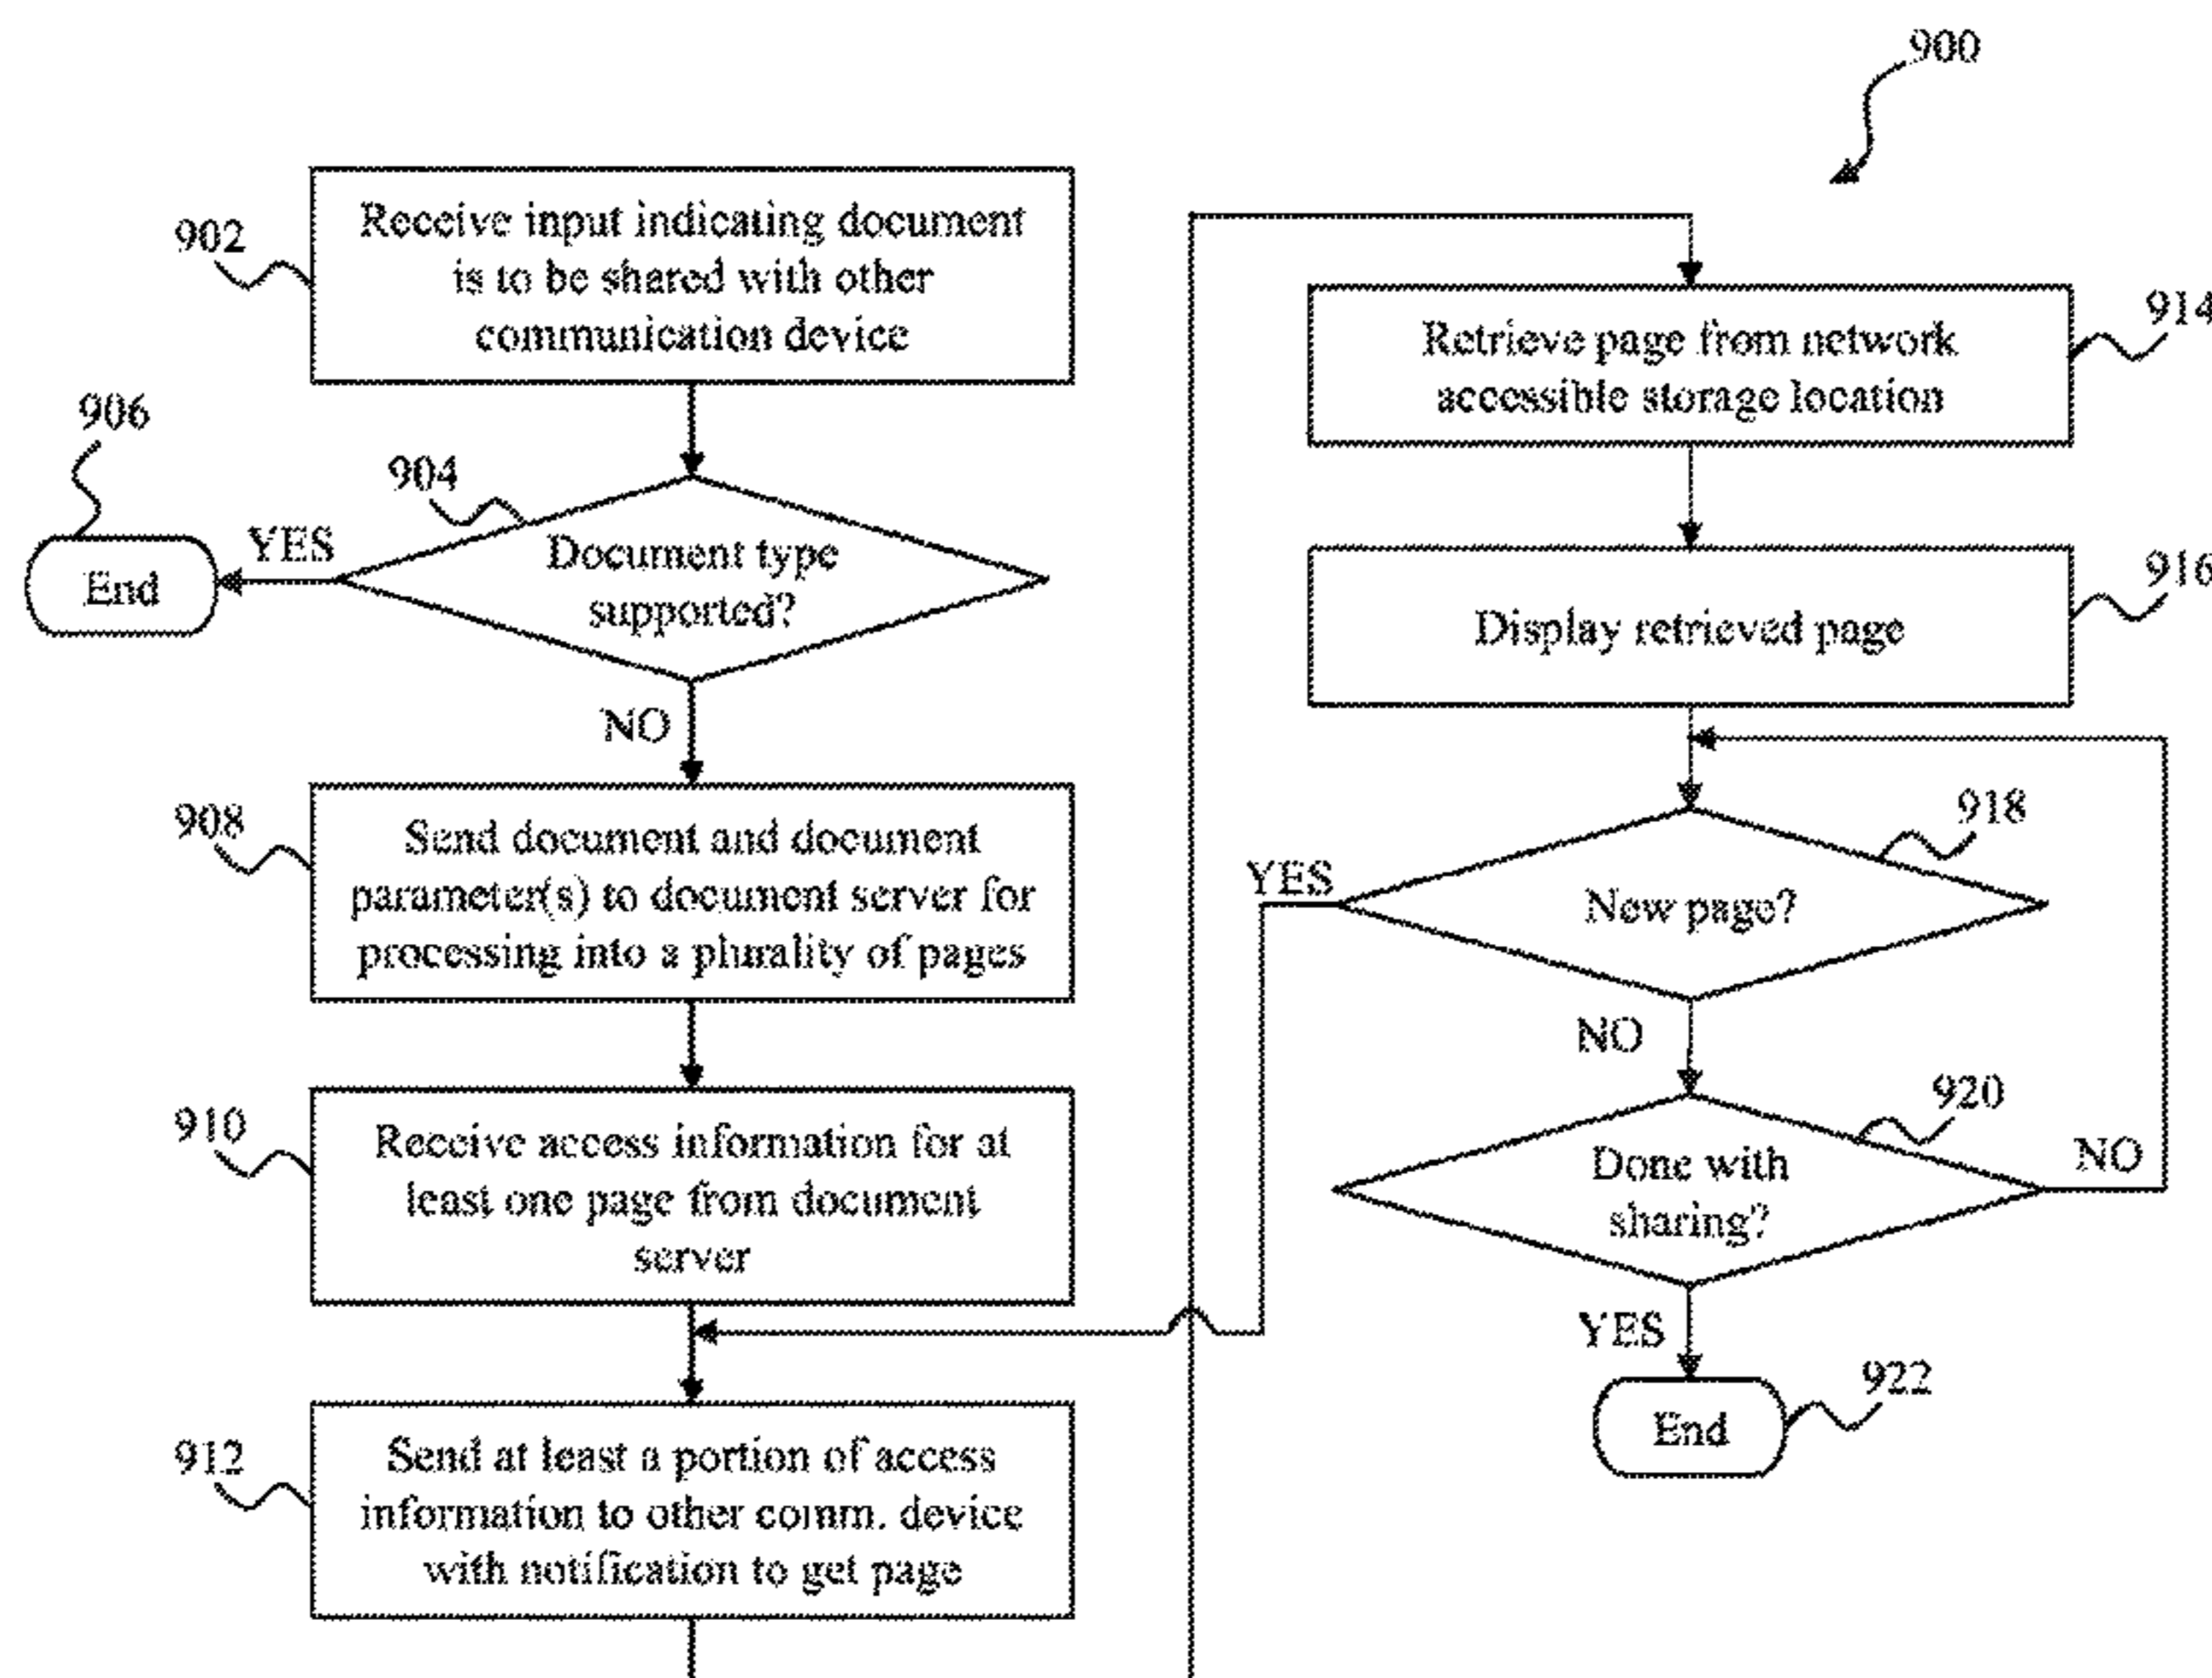 900
902
Receive input indicating document
is to be shared with other
communication device
906
904
End
YES
Document type
supported?
NO
908
Send document and document
parameter(s) to document server for
processing into a plurality of pages
910
Receive access information for at
least one page from document
server
912
Send at least a portion of access
information to other comm. device
with notification to get page
914
Retrieve page from network
accessible storage location
916
Display retrieved page
918
YES
New page?
NO
920
Done with
sharing?
NO
YES
922
End